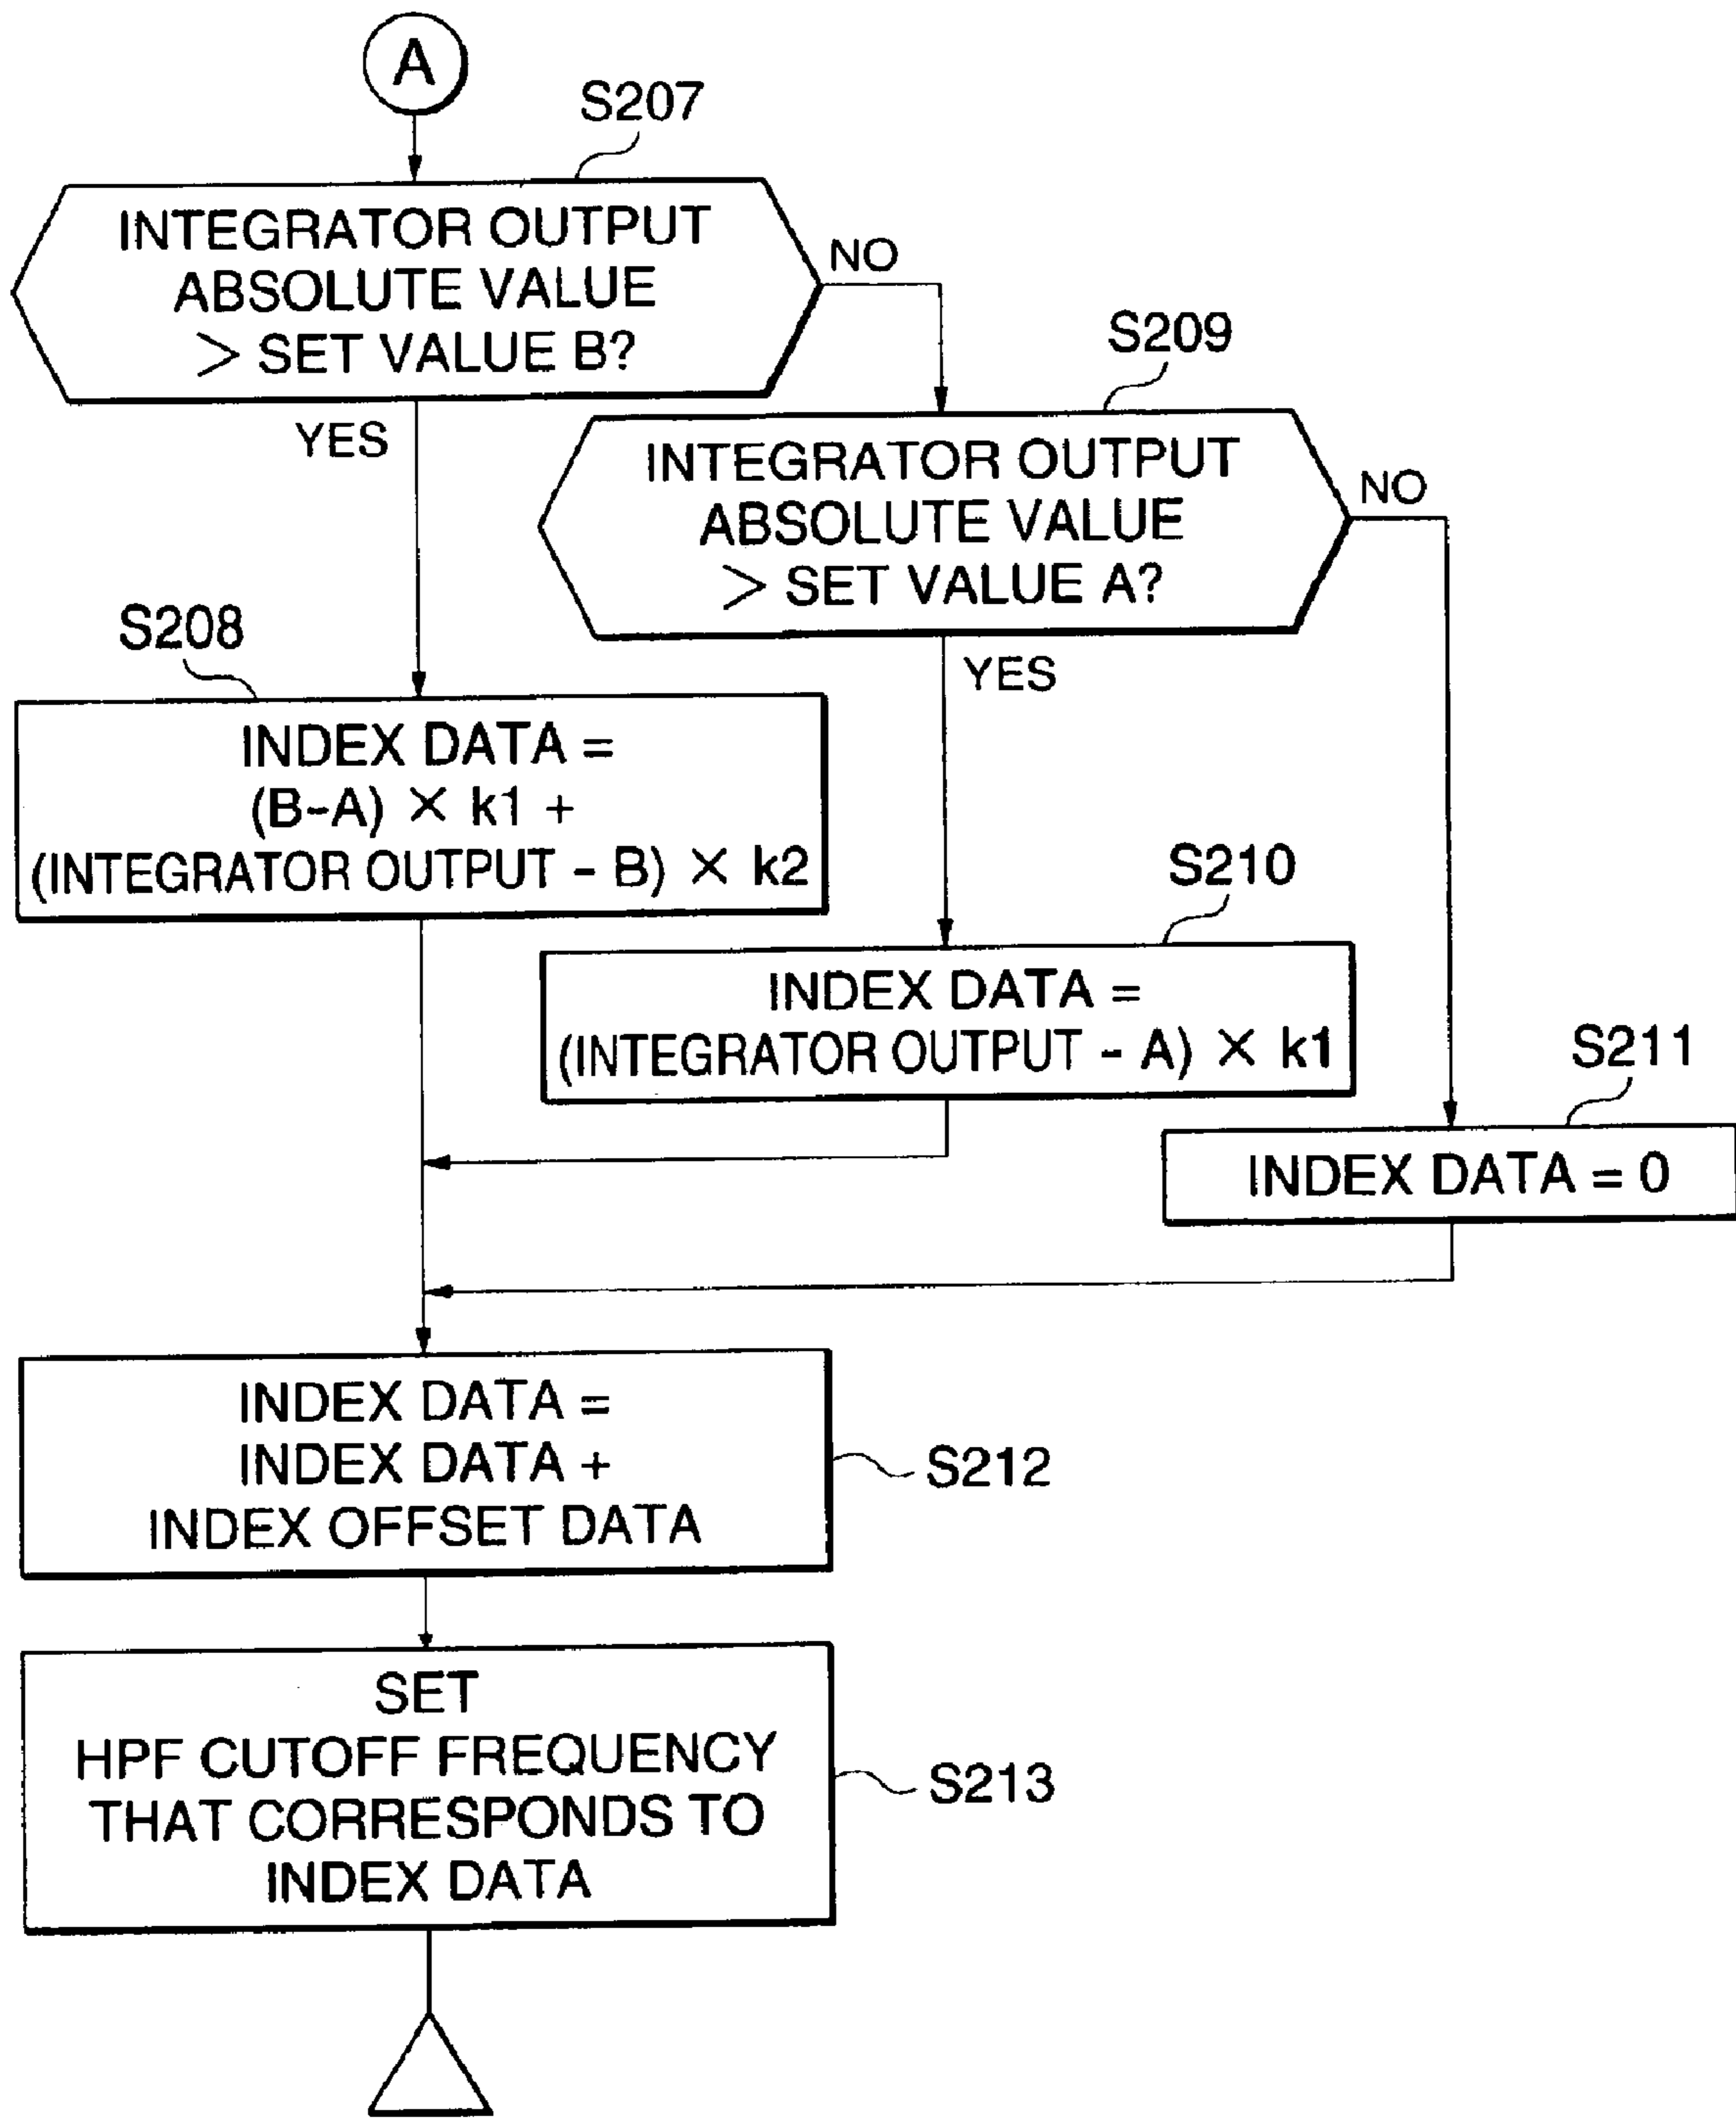 A
S207
INTEGRATOR OUTPUT
ABSOLUTE VALUE
> SET VALUE B?
NO
YES
S209
INTEGRATOR OUTPUT
ABSOLUTE VALUE
> SET VALUE A?
NO
YES
S208
INDEX DATA =
(B-A) × k1 +
(INTEGRATOR OUTPUT - B) × k2
S210
INDEX DATA =
(INTEGRATOR OUTPUT - A) × k1
S211
INDEX DATA = 0
INDEX DATA =
INDEX DATA +
INDEX OFFSET DATA
S212
SET
HPF CUTOFF FREQUENCY
THAT CORRESPONDS TO
INDEX DATA
S213